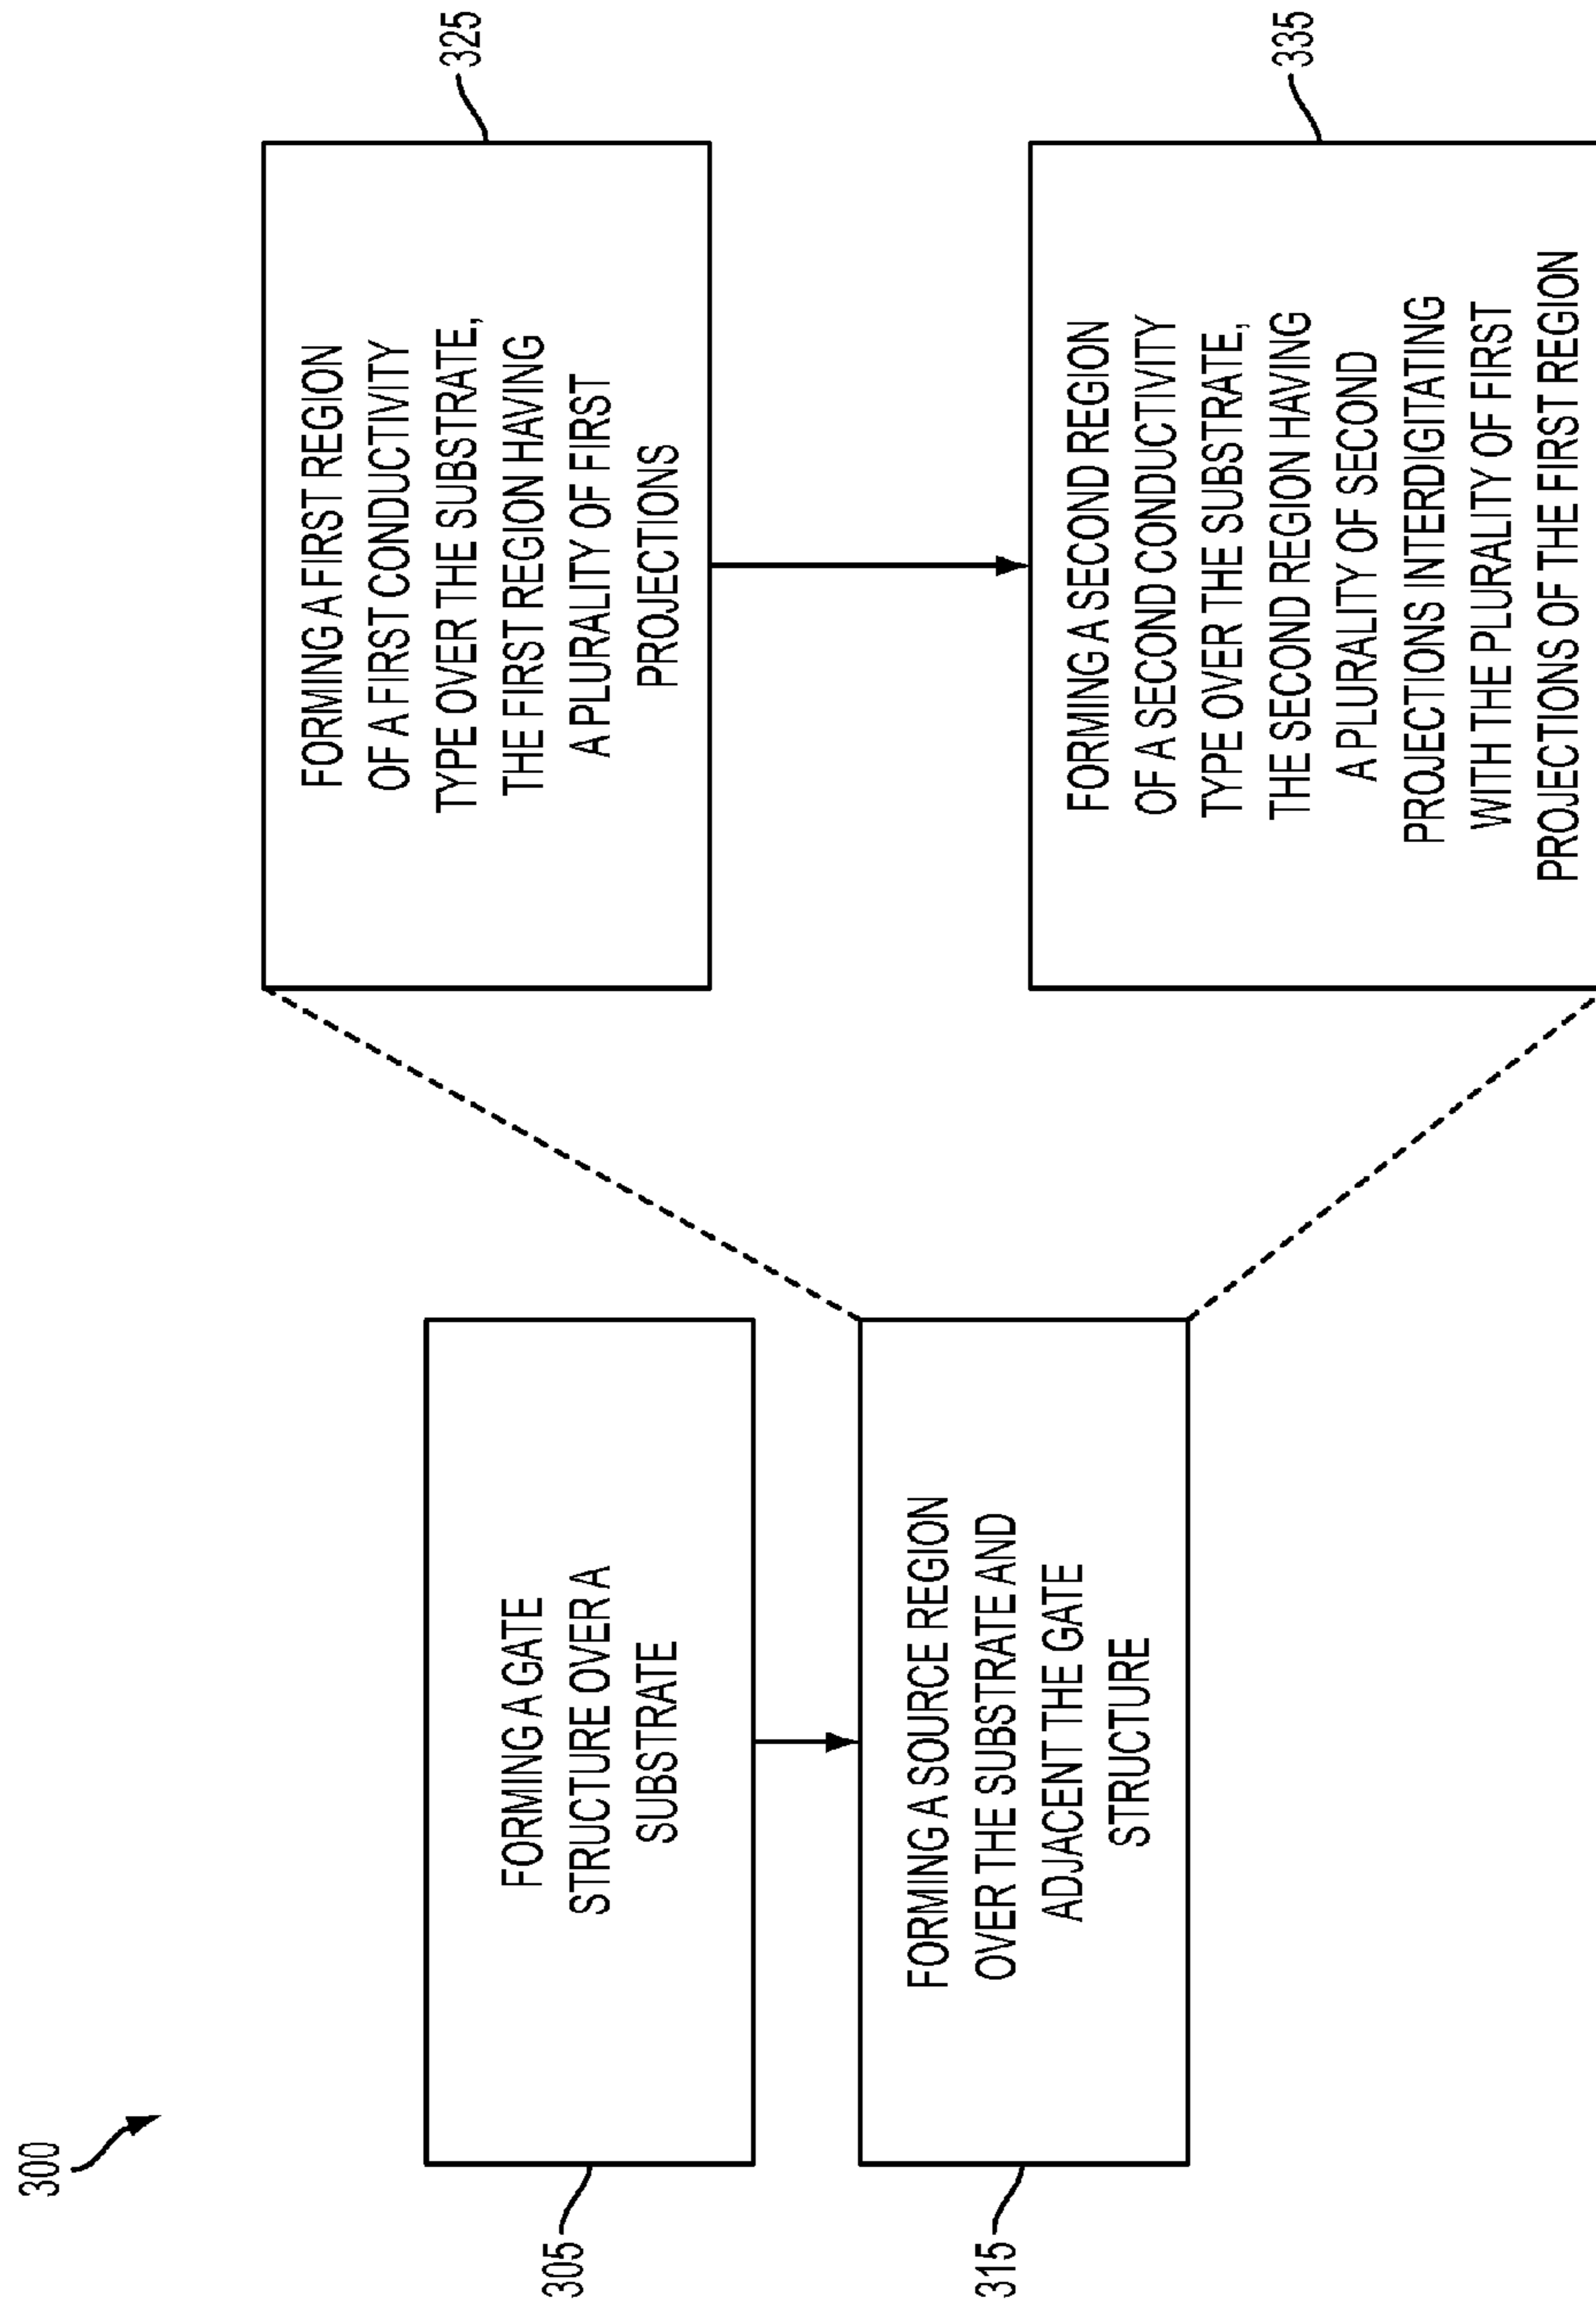 300
305
FORMING A GATE
STRUCTURE OVER A
SUBSTRATE
315
FORMING A SOURCE REGION
OVER THE SUBSTRATE AND
ADJACENT THE GATE
STRUCTURE
325
FORMING A FIRST REGION
OF A FIRST CONDUCTIVITY
TYPE OVER THE SUBSTRATE,
THE FIRST REGION HAVING
A PLURALITY OF FIRST
PROJECTIONS
335
FORMING A SECOND REGION
OF A SECOND CONDUCTIVITY
TYPE OVER THE SUBSTRATE,
THE SECOND REGION HAVING
A PLURALITY OF SECOND
PROJECTIONS INTERDIGITATING
WITH THE PLURALITY OF FIRST
PROJECTIONS OF THE FIRST REGION